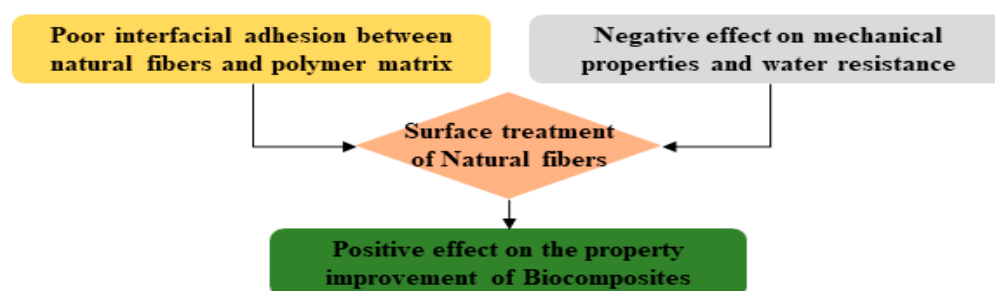 Poor interfacial adhesion between
natural fibers and polymer matrix
Negative effect on mechanical
properties and water resistance
Surface treatment
of Natural fibers
Positive effect on the property
improvement of Biocomposites